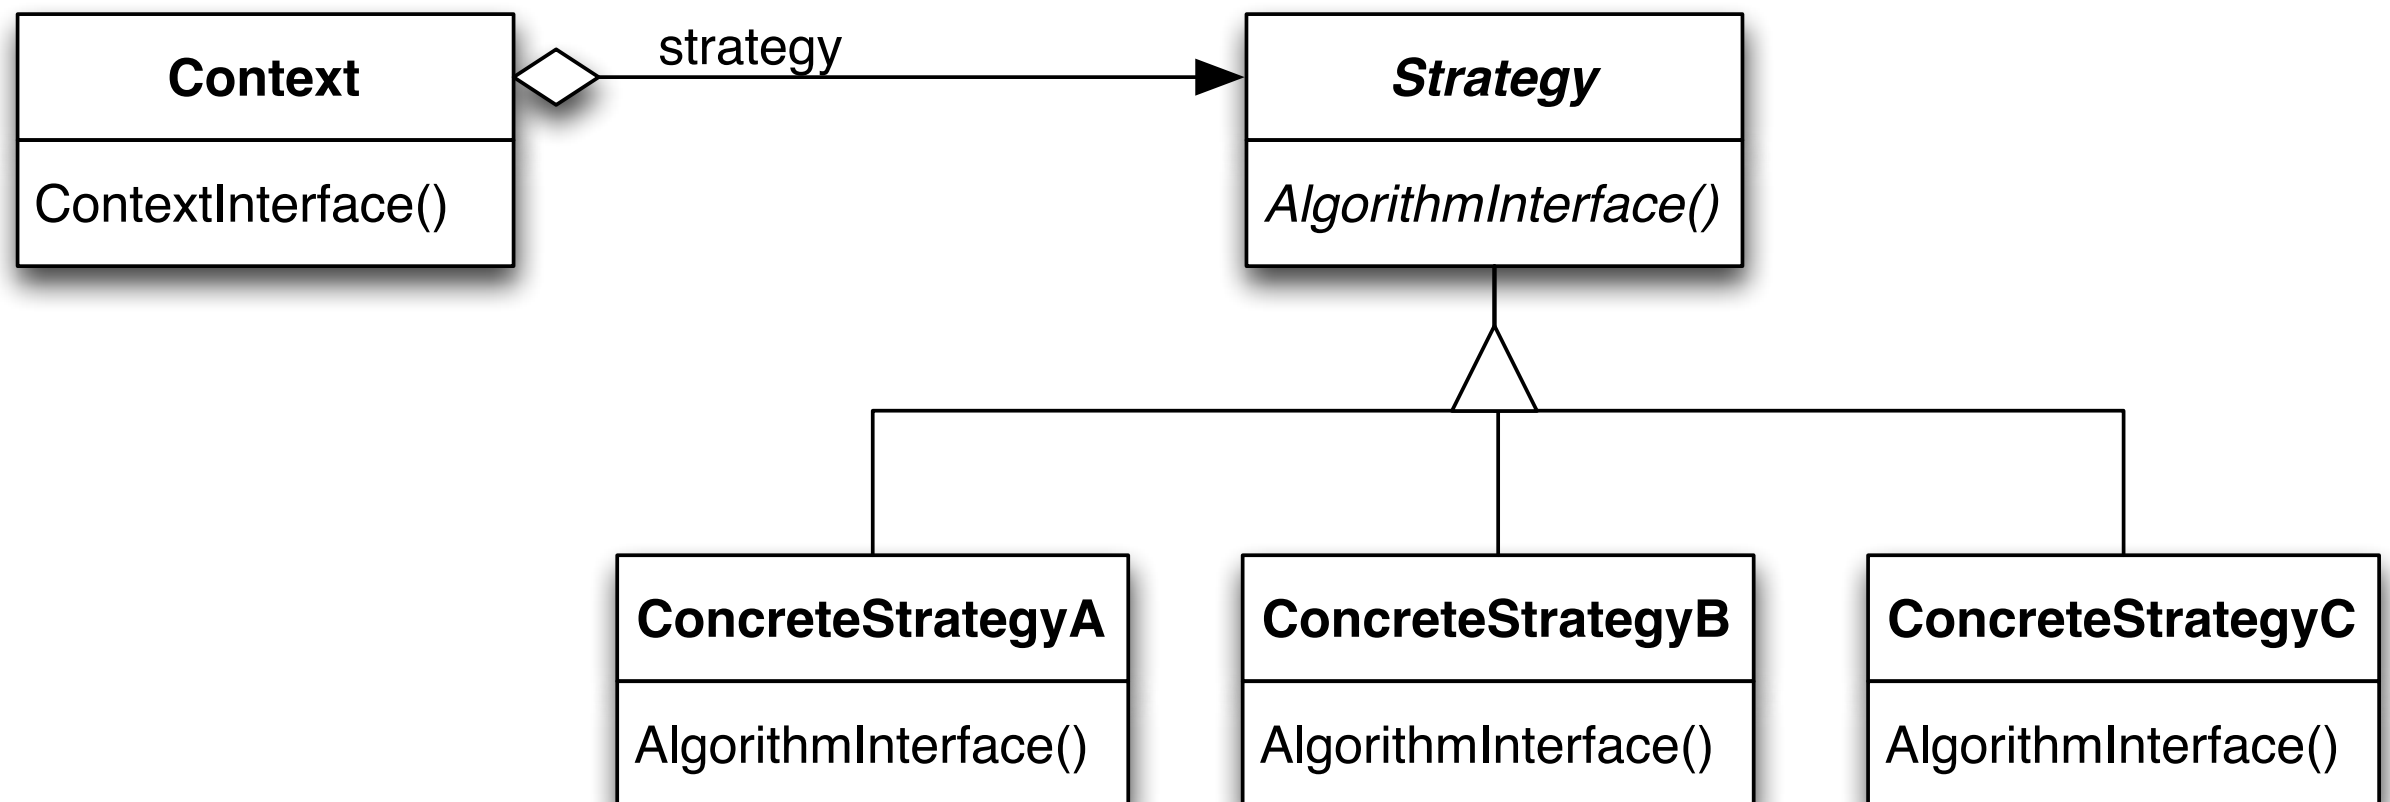 Context
strategy
Strategy
ContextInterface()
AlgorithmInterface()
ConcreteStrategyA
ConcreteStrategyB
ConcreteStrategyC
AlgorithmInterface()
AlgorithmInterface()
AlgorithmInterface()